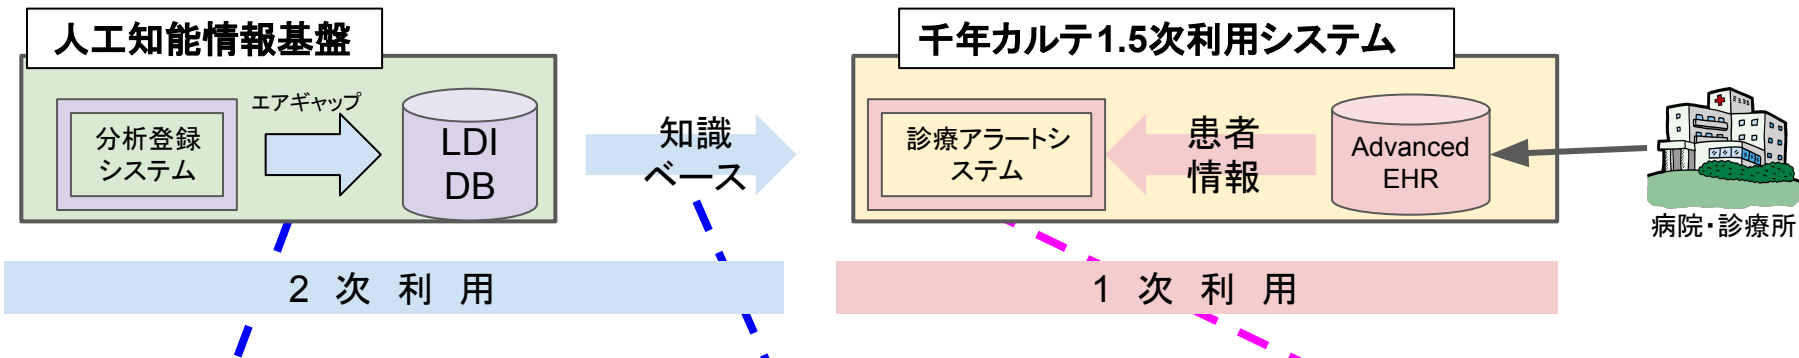 人工知能情報基盤
エアギャップ
分析登録
システム
LDI
DB
知識
ベース
千年カルテ1.5次利用システム
診療アラートシ
ステム
患者
情報
Advanced
EHR
病院・診療所
2 次 利 用
1 次 利 用